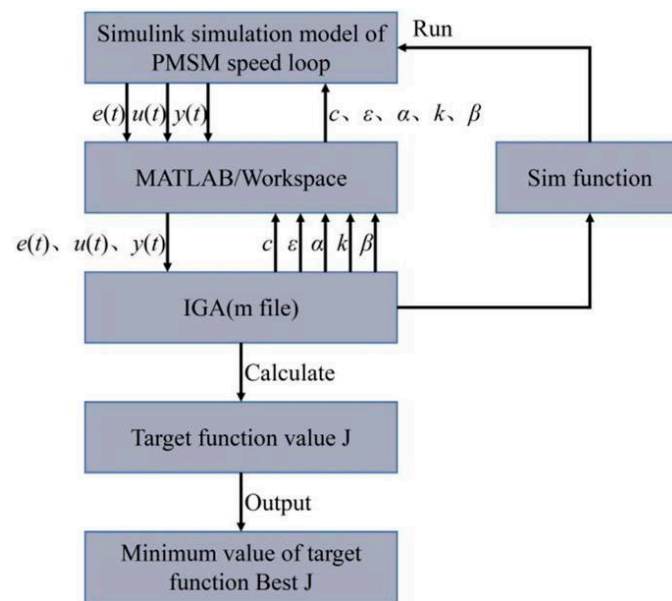 Simulink simulation model of
PMSM speed loop
Run
e(t) u(t) y(t)
c、ε、α、k、β
MATLAB/Workspace
Sim function
e(t)、u(t)、y(t)
c ε α k β
IGA(m file)
Calculate
Target function value J
Output
Minimum value of target
function Best J